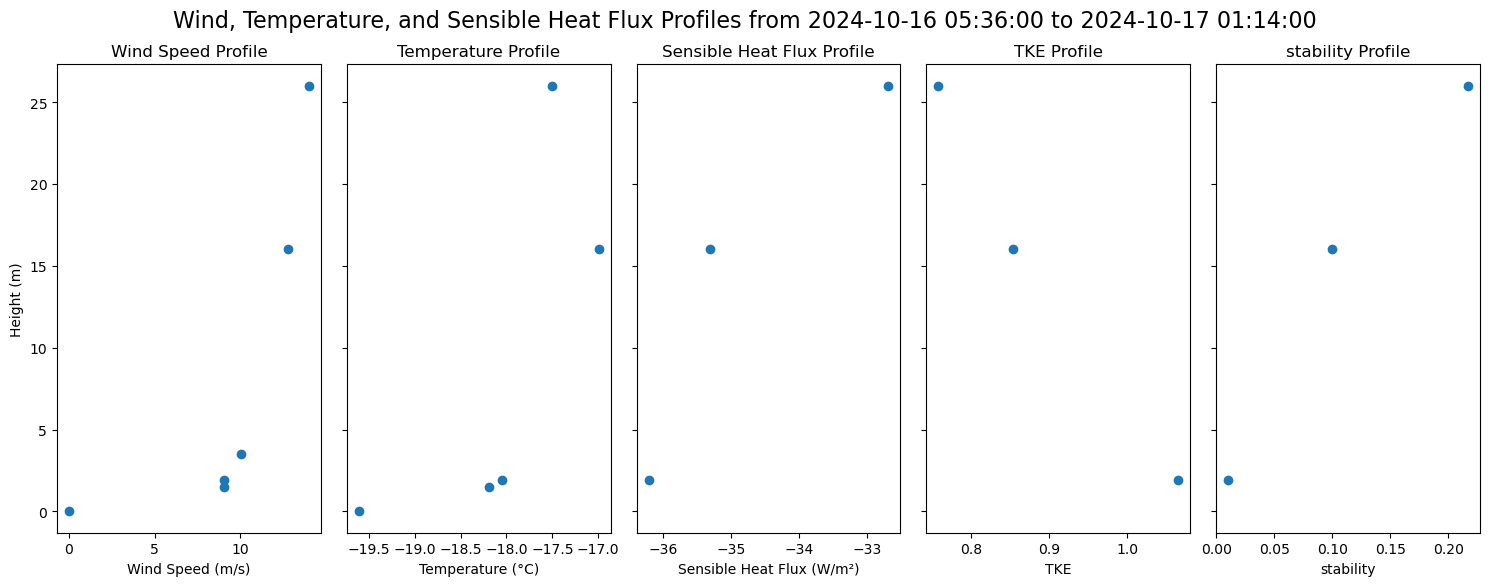 Wind, Temperature, and Sensible Heat Flux Profiles from 2024-10-16 05:36:00 to 2024-10-17 01:14:00
Wind Speed Profile
Temperature Profile
Sensible Heat Flux Profile
TKE Profile
stability Profile
25
20
15
10
5
0
Height (m)
0 5 10
−19.5 −19.0 −18.5 −18.0 −17.5 −17.0
−36 −35 −34 −33
0.8 0.9 1.0
0.00 0.05 0.10 0.15 0.20
Wind Speed (m/s)
Temperature (°C)
Sensible Heat Flux (W/m²)
TKE
stability